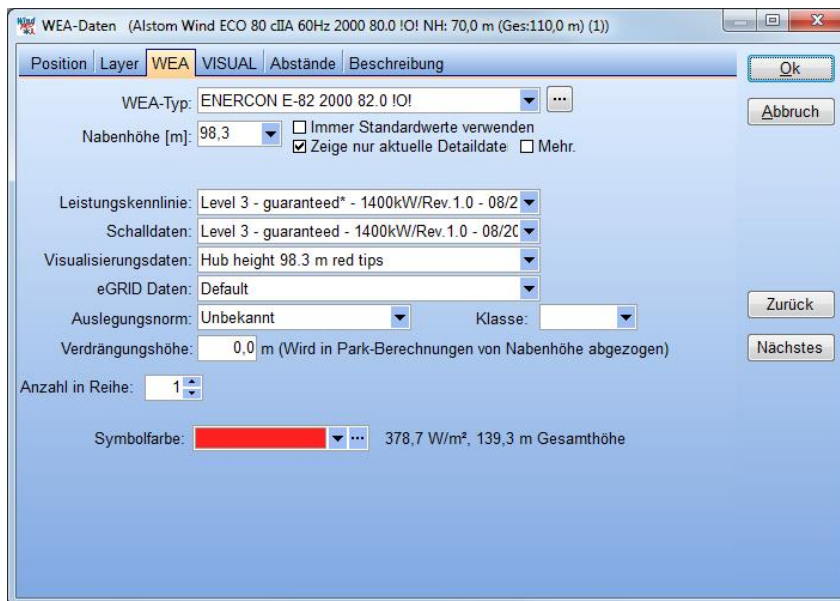 WEA-Daten (Alstom Wind ECO 80 cIIA 60Hz 2000 80.0 !O! NH: 70,0 m (Ges:110,0 m) (1))
Position Layer WEA VISUAL Abstände Beschreibung
Ok
WEA-Typ: ENERCON E-82 2000 82.0 !O! ...
Abbruch
Nabenhöhe [m]: 98,3 Immer Standardwerte verwenden
Zeige nur aktuelle Detaildate Mehr.
Leistungskennlinie: Level 3 - guaranteed* - 1400kW/Rev.1.0 - 08/2
Schalldaten: Level 3 - guaranteed - 1400kW/Rev.1.0 - 08/20
Visualisierungsdaten: Hub height 98.3 m red tips
eGRID Daten: Default
Zurück
Auslegungsnorm: Unbekannt Klasse:
Verdrängungshöhe: 0,0 m (Wird in Park-Berechnungen von Nabenhöhe abgezogen)
Nächstes
Anzahl in Reihe: 1
Symbolfarbe: ... 378,7 W/m², 139,3 m Gesamthöhe